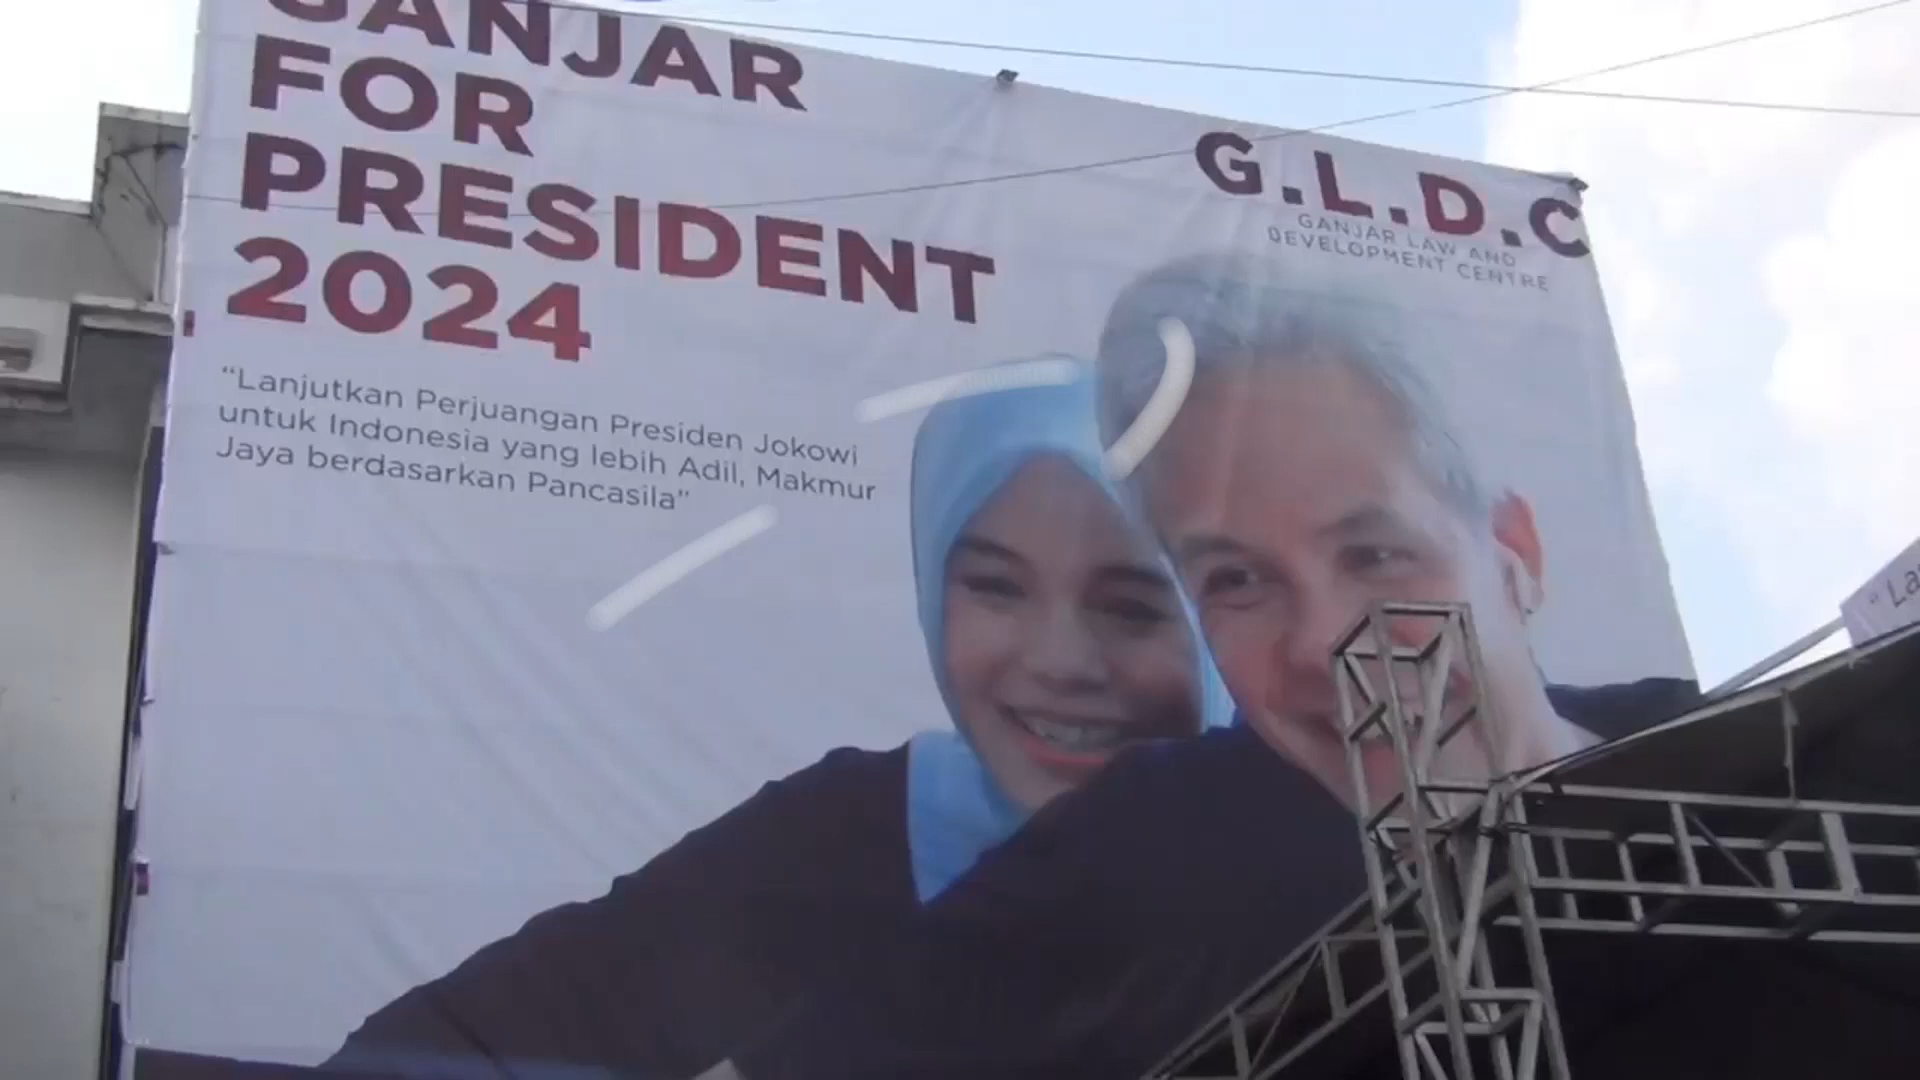 GANJAR
FOR
PRESIDENT
2024
"Lanjutkan Perjuangan Presiden Jokowi
untuk Indonesia yang lebih Adil, Makmur
Jaya berdasarkan Pancasila"
G.L.D.C
GANJAR LAW AND
DEVELOPMENT CENTRE
"La